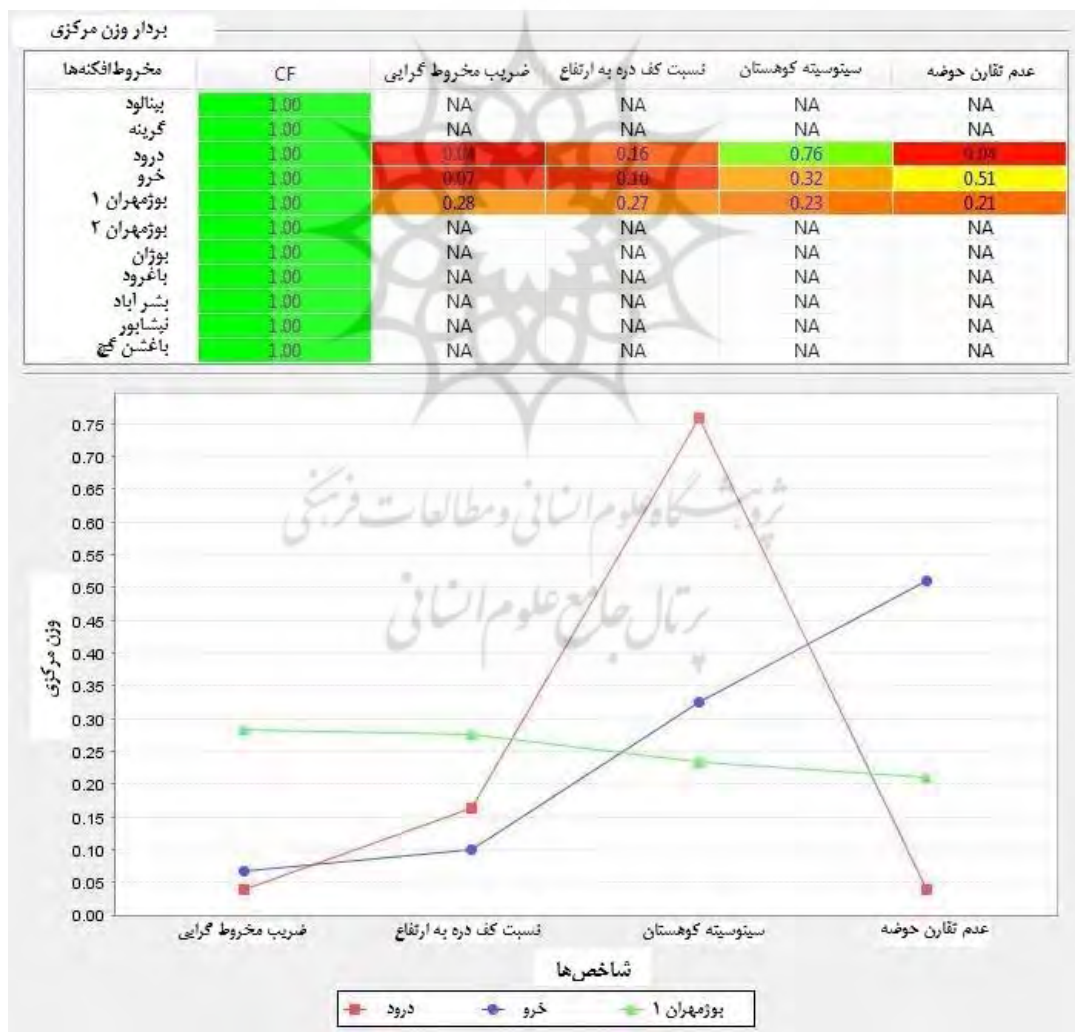 بردار وزن مرکزی
مخروط‌افکنه‌ها CF ضریب مخروط گرایی نسبت کف دره به ارتفاع سینوسیته کوهستان عدم تقارن حوضه
بینالود 1.00 NA NA NA NA
گرینه 1.00 NA NA NA NA
درود 1.00 0.04 0.16 0.76 0.04
خرو 1.00 0.07 0.10 0.32 0.51
بوژمهران ۱ 1.00 0.28 0.27 0.23 0.21
بوژمهران ۲ 1.00 NA NA NA NA
بوژان 1.00 NA NA NA NA
باغرود 1.00 NA NA NA NA
بشر آباد 1.00 NA NA NA NA
نیشابور 1.00 NA NA NA NA
باغشن گچ 1.00 NA NA NA NA
0.75
0.70
0.65
0.60
0.55
0.50
0.45
0.40
0.35
0.30
0.25
0.20
0.15
0.10
0.05
0.00
وزن مرکزی
پژوهشگاه علوم انسانی و مطالعات فرهنگی
پرتال جامع علوم انسانی
ضریب مخروط گرایی نسبت کف دره به ارتفاع سینوسیته کوهستان عدم تقارن حوضه
شاخص‌ها
درود خرو بوژمهران ۱